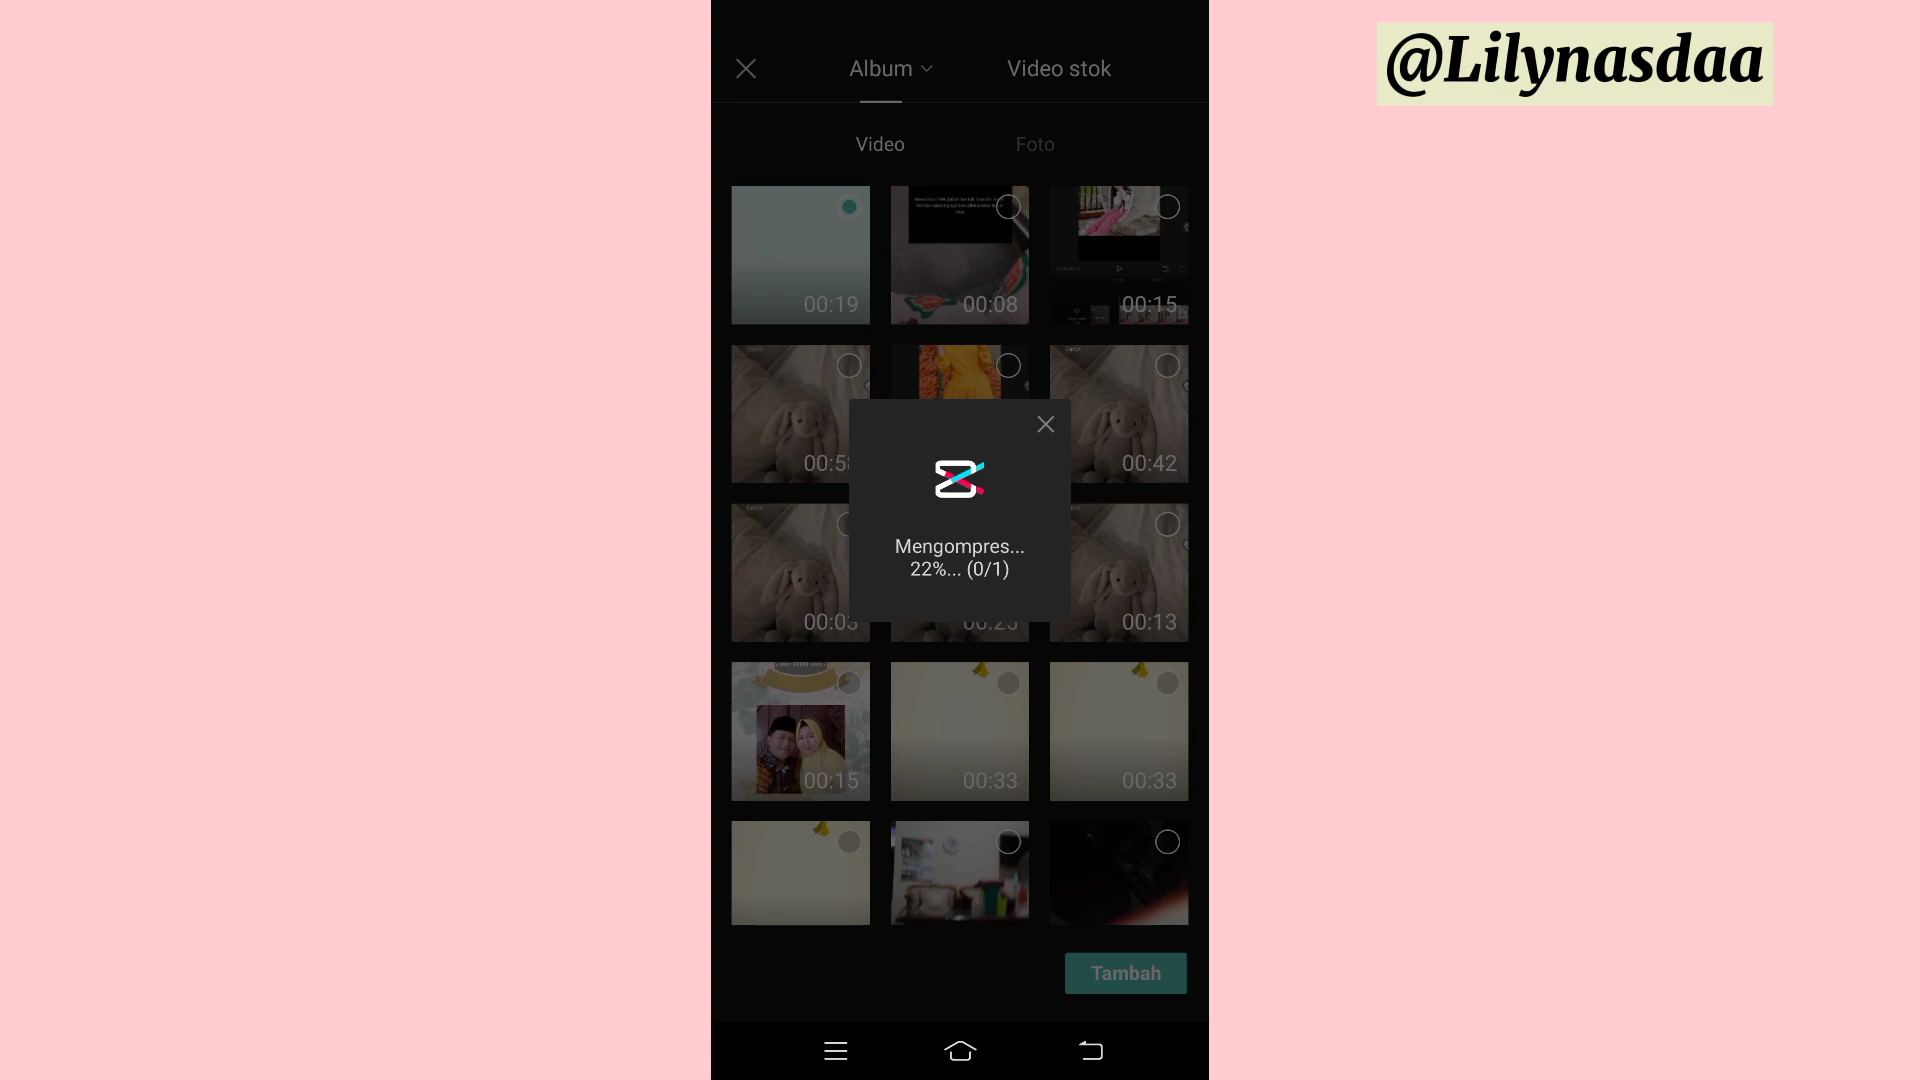 @Lilynasdaa
Album
Video stok
Video
Foto
00:19
00:08
00:15
00:42
Mengompres...
22%... (0/1)
00:13
00:15
00:33
00:33
Tambah